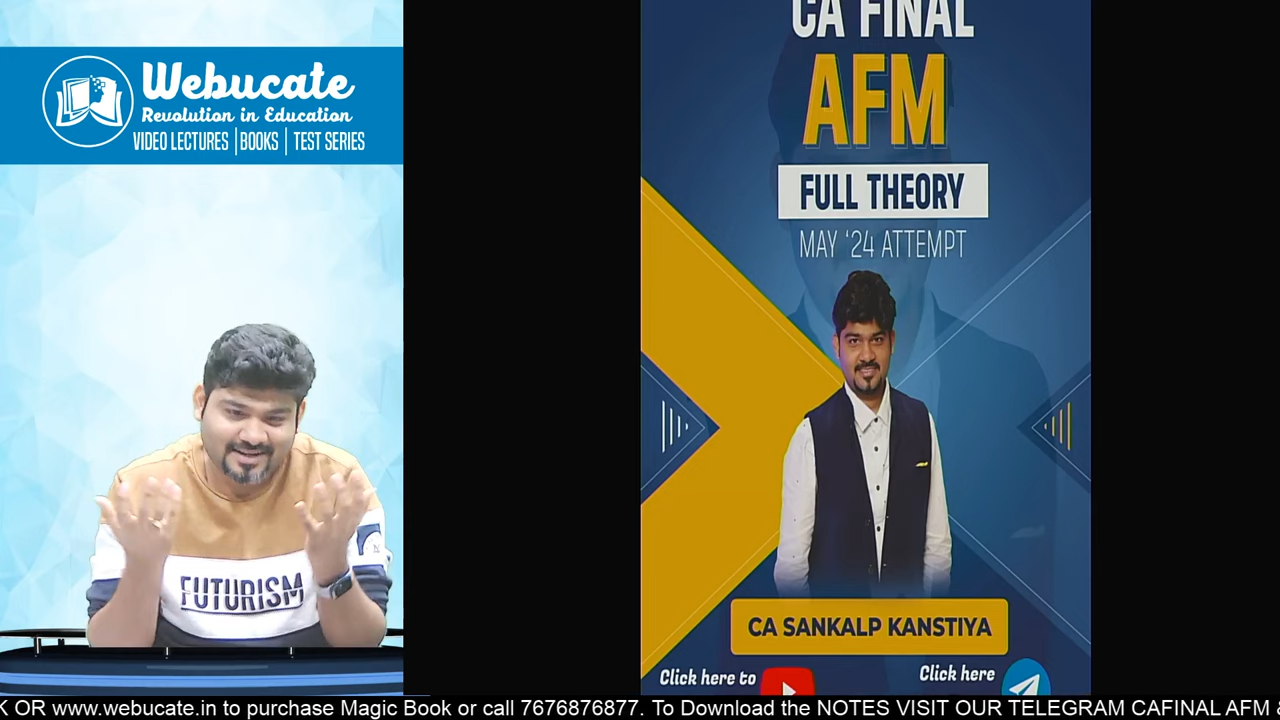 Webucate
Revolution in Education
VIDEO LECTURES | BOOKS | TEST SERIES
FUTURISM
CA FINAL
AFM
FULL THEORY
MAY ‘24 ATTEMPT
CA SANKALP KANSTIYA
Click here to
Click here
K OR www.webucate.in to purchase Magic Book or call 7676876877. To Download the NOTES VISIT OUR TELEGRAM CAFINAL AFM &